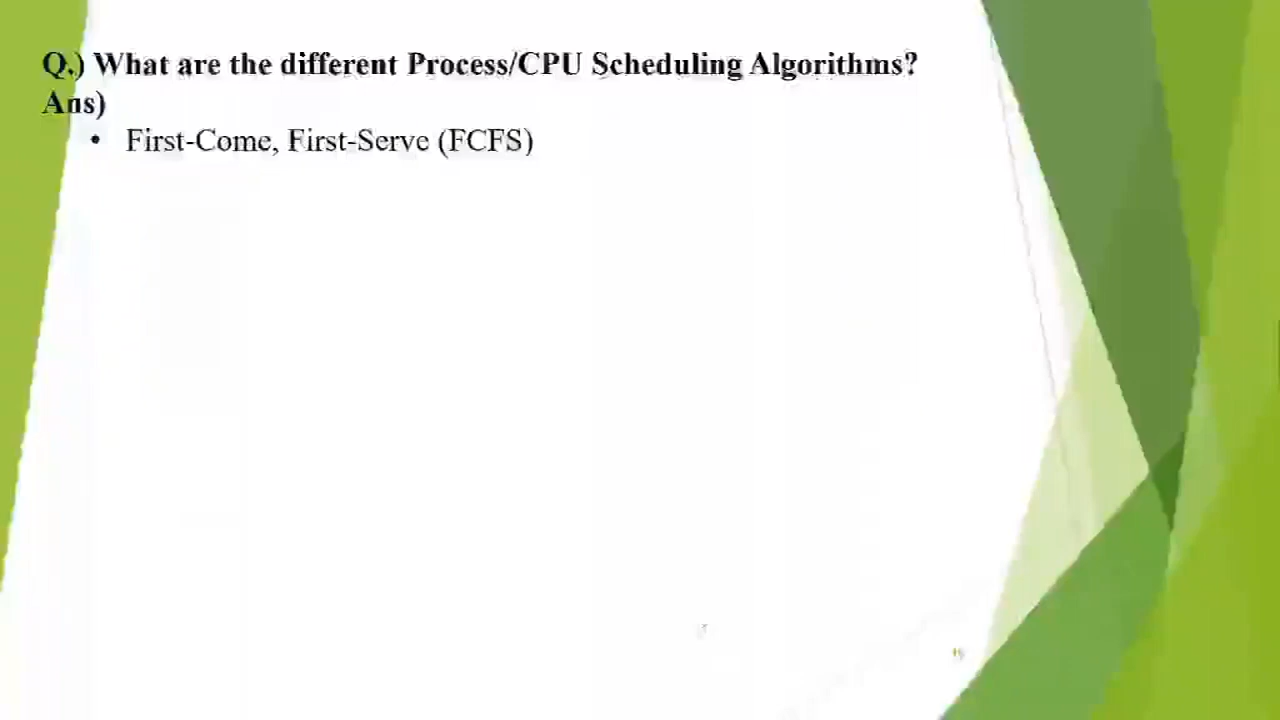 Q.) What are the different Process/CPU Scheduling Algorithms?
Ans)
• First-Come, First-Serve (FCFS)